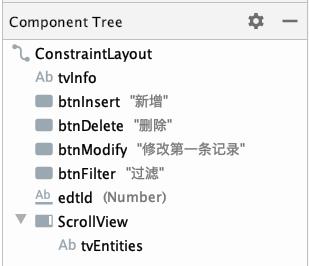 Component Tree
ConstraintLayout
Ab tvInfo
btnInsert "新增"
btnDelete "删除"
btnModify "修改第一条记录"
btnFilter "过滤"
Ab edtId (Number)
ScrollView
Ab tvEntities